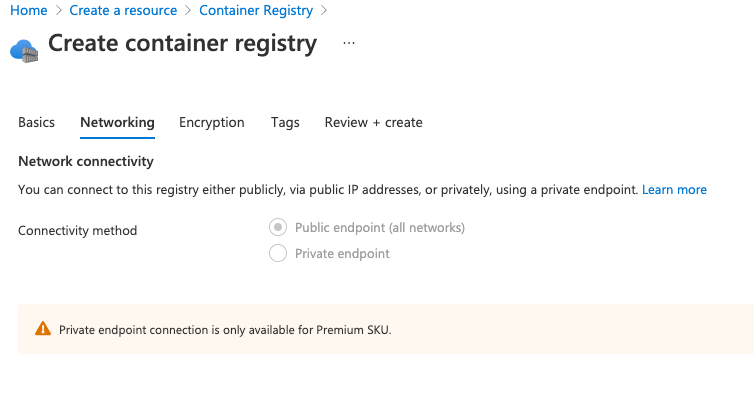 Home > Create a resource > Container Registry >
Create container registry ...
Basics Networking Encryption Tags Review + create
Network connectivity
You can connect to this registry either publicly, via public IP addresses, or privately, using a private endpoint. Learn more
Connectivity method
Public endpoint (all networks)
Private endpoint
Private endpoint connection is only available for Premium SKU.